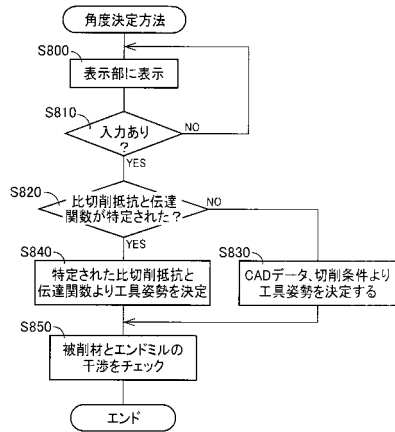 角度決定方法
S800
表示部に表示
S810
入力あり
?
NO
YES
S820
比切削抵抗と伝達
関数が特定された?
NO
YES
S840
特定された比切削抵抗と
伝達関数より工具姿勢を決定
S830
CADデータ、切削条件より
工具姿勢を決定する
S850
被削材とエンドミルの
干渉をチェック
エンド